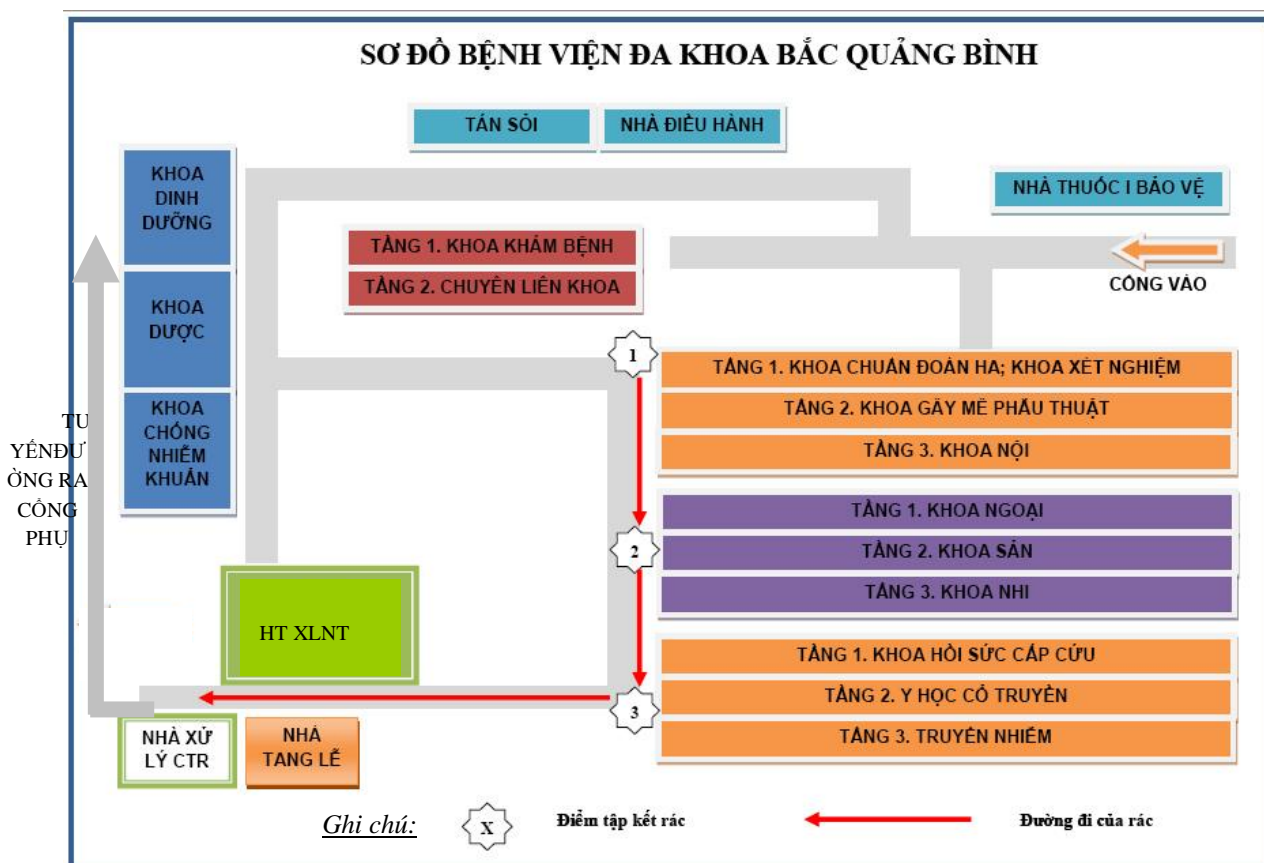 SƠ ĐỒ BỆNH VIỆN ĐA KHOA BẮC QUẢNG BÌNH
TÁN SỎI
NHÀ ĐIỀU HÀNH
KHOA
DINH
DƯỠNG
NHÀ THUỐC I BẢO VỆ
TẦNG 1. KHOA KHÁM BỆNH
TẦNG 2. CHUYÊN LIÊN KHOA
CỔNG VÀO
KHOA
DƯỢC
1
TẦNG 1. KHOA CHUẨN ĐOÁN HA; KHOA XÉT NGHIỆM
TẦNG 2. KHOA GÂY MÊ PHẪU THUẬT
TẦNG 3. KHOA NỘI
KHOA
CHỐNG
NHIỄM
KHUẨN
TU
YẾNĐƯ
ỜNG RA
CỔNG
PHỤ
2
TẦNG 1. KHOA NGOẠI
TẦNG 2. KHOA SẢN
TẦNG 3. KHOA NHI
HT XLNT
3
TẦNG 1. KHOA HỒI SỨC CẤP CỨU
TẦNG 2. Y HỌC CỔ TRUYỀN
TẦNG 3. TRUYỀN NHIỄM
NHÀ XỬ
LÝ CTR
NHÀ
TANG LỄ
Ghi chú:
X
Điểm tập kết rác
Đường đi của rác